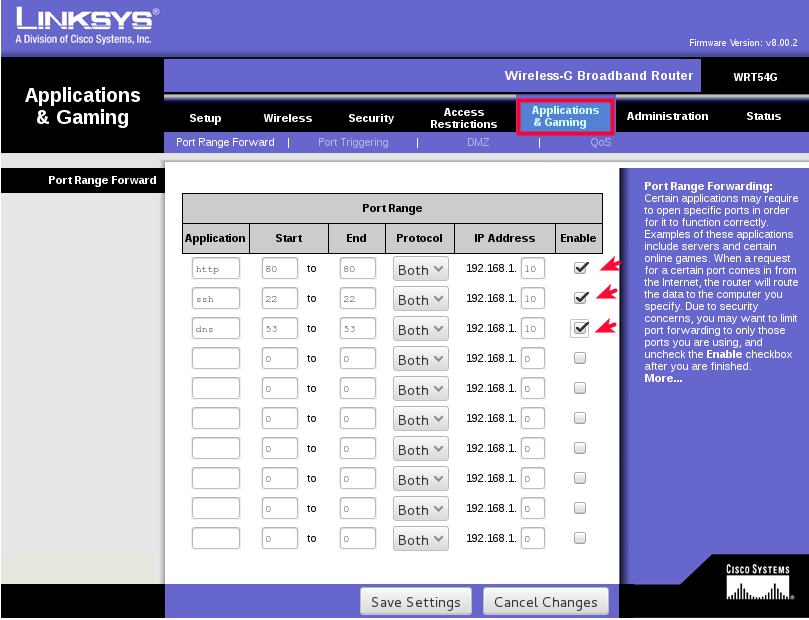 LINKSYS®
A Division of Cisco Systems, Inc.
Firmware Version: v8.00.2
Applications & Gaming
Wireless-G Broadband Router
WRT54G
Setup
Wireless
Security
Access Restrictions
Applications & Gaming
Administration
Status
Port Range Forward | Port Triggering | DMZ | QoS
Port Range Forward
Port Range
Application Start End Protocol IP Address Enable
http 80 to 80 Both 192.168.1. 10
ssh 22 to 22 Both 192.168.1. 10
dns 53 to 53 Both 192.168.1. 10
0 to 0 Both 192.168.1. 0
0 to 0 Both 192.168.1. 0
0 to 0 Both 192.168.1. 0
0 to 0 Both 192.168.1. 0
0 to 0 Both 192.168.1. 0
0 to 0 Both 192.168.1. 0
0 to 0 Both 192.168.1. 0
Port Range Forwarding:
Certain applications may require
to open specific ports in order
for it to function correctly.
Examples of these applications
include servers and certain
online games. When a request
for a certain port comes in from
the Internet, the router will route
the data to the computer you
specify. Due to security
concerns, you may want to limit
port forwarding to only those
ports you are using, and
uncheck the Enable checkbox
after you are finished.
More...
Save Settings
Cancel Changes
CISCO SYSTEMS